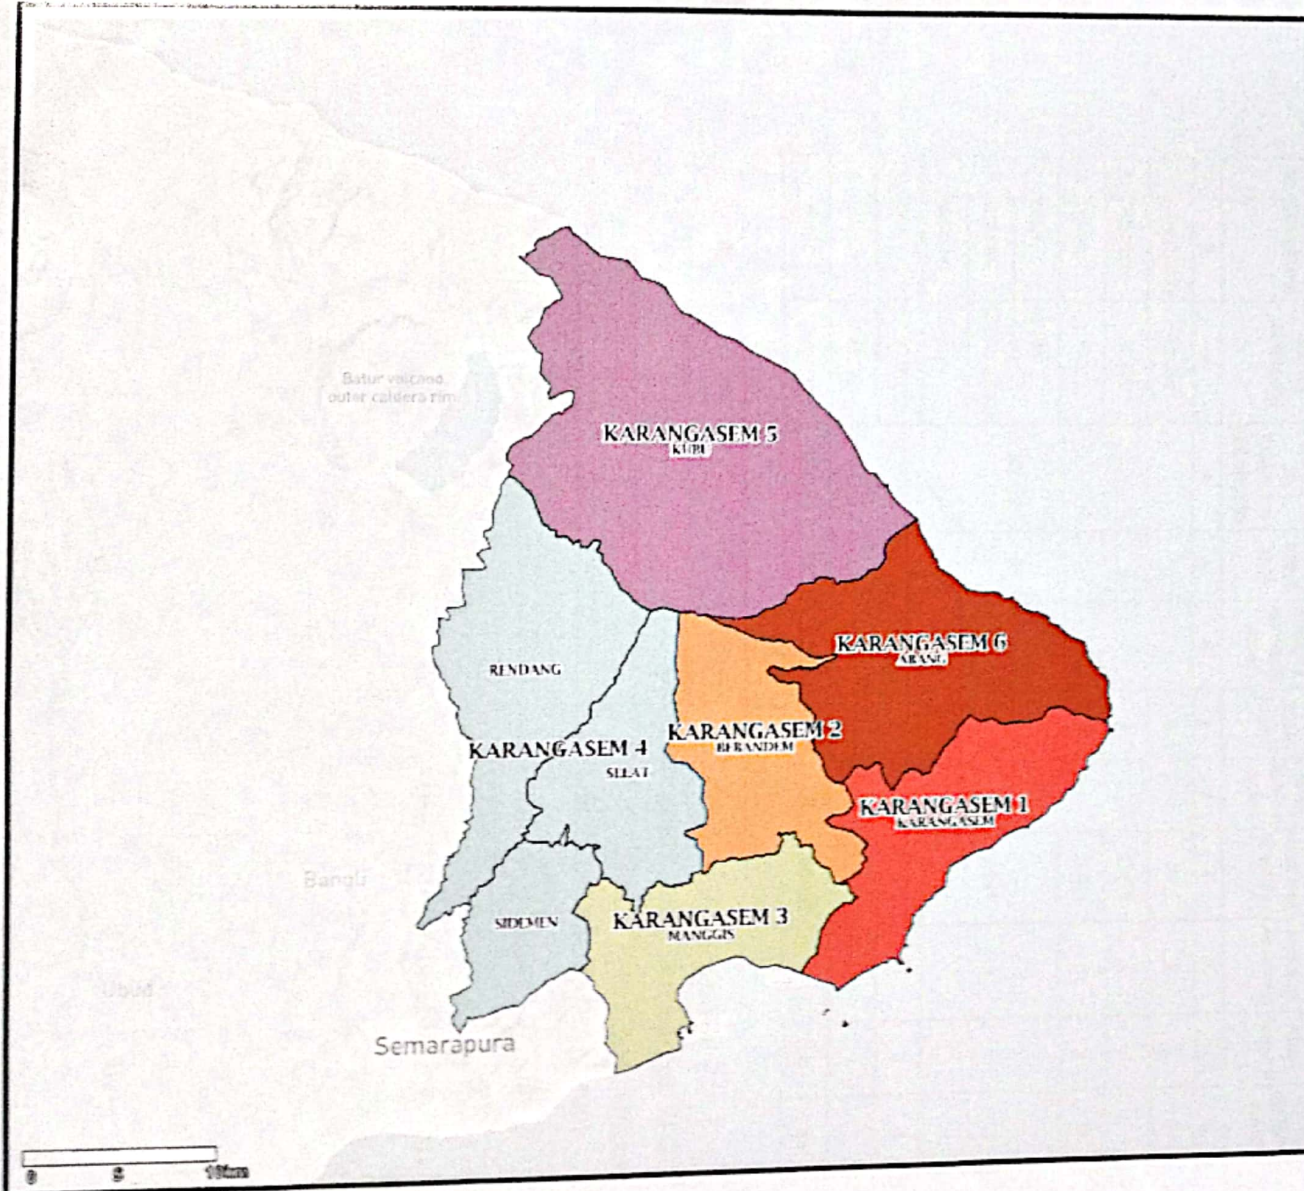 Batur volcano
outer caldera rim
KARANGASEM 5
KUBU
KARANGASEM 6
ABANG
RENDANG
KARANGASEM 2
BEBANDEM
KARANGASEM 4
SELAT
KARANGASEM 1
KARANGASEM
Bangli
SIDEMEN
KARANGASEM 3
MANGGIS
Ubud
Semarapura
0 5 10km